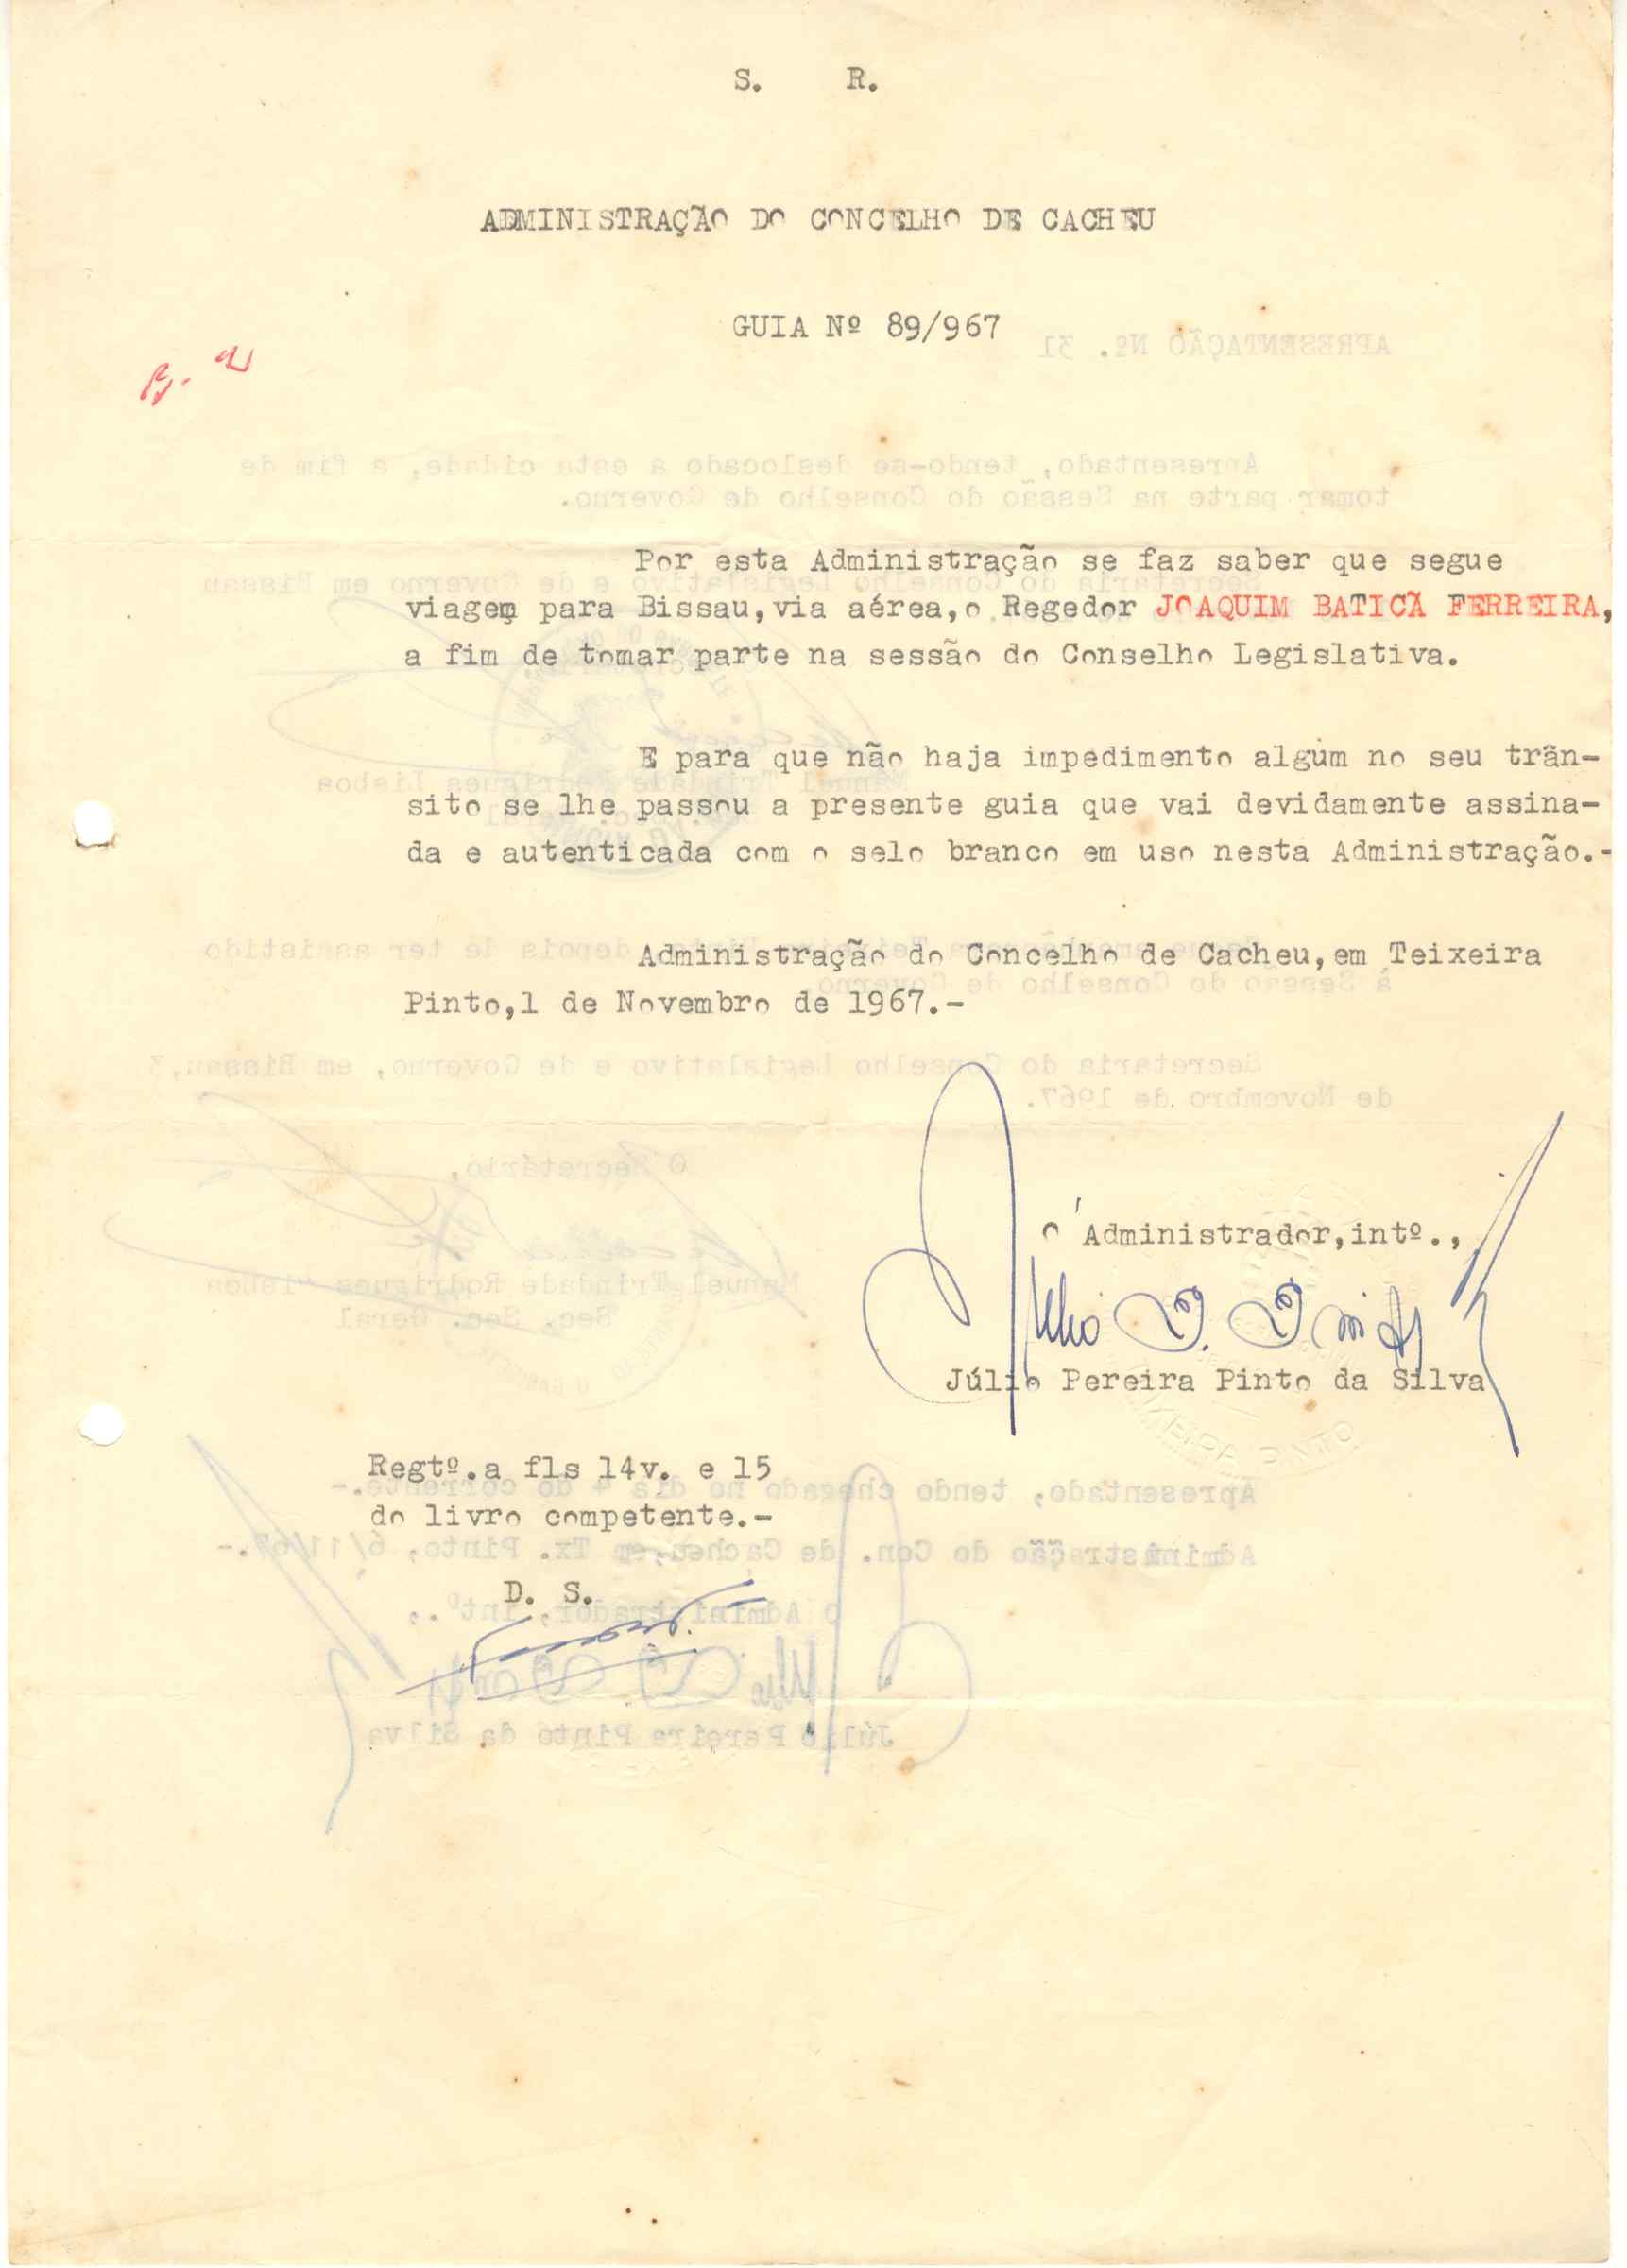 S. R.
ADMINISTRAÇÃO DO CONCELHO DE CACHEU
GUIA Nº 89/967
Por esta Administração se faz saber que segue
viagem para Bissau, via aérea, o Regedor JOAQUIM BATICÃ FERREIRA,
a fim de tomar parte na sessão do Conselho Legislativa.
E para que não haja impedimento algum no seu trân-
sito se lhe passou a presente guia que vai devidamente assina-
da e autenticada com o selo branco em uso nesta Administração.-
Administração do Concelho de Cacheu, em Teixeira
Pinto, 1 de Novembro de 1967.-
O Administrador, intº.,
Júlio Pereira Pinto da Silva
Regtº. a fls 14v. e 15
do livro competente.-
D. S.